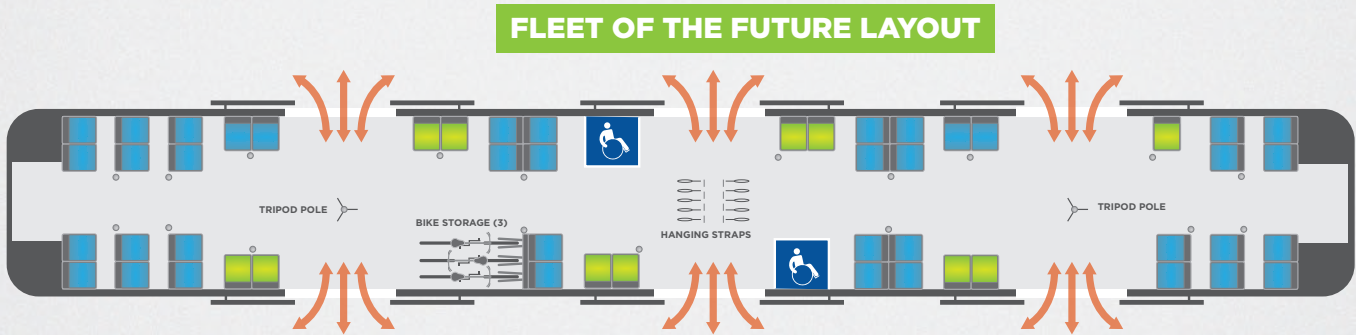 FLEET OF THE FUTURE LAYOUT
TRIPOD POLE
BIKE STORAGE (3)
HANGING STRAPS
TRIPOD POLE